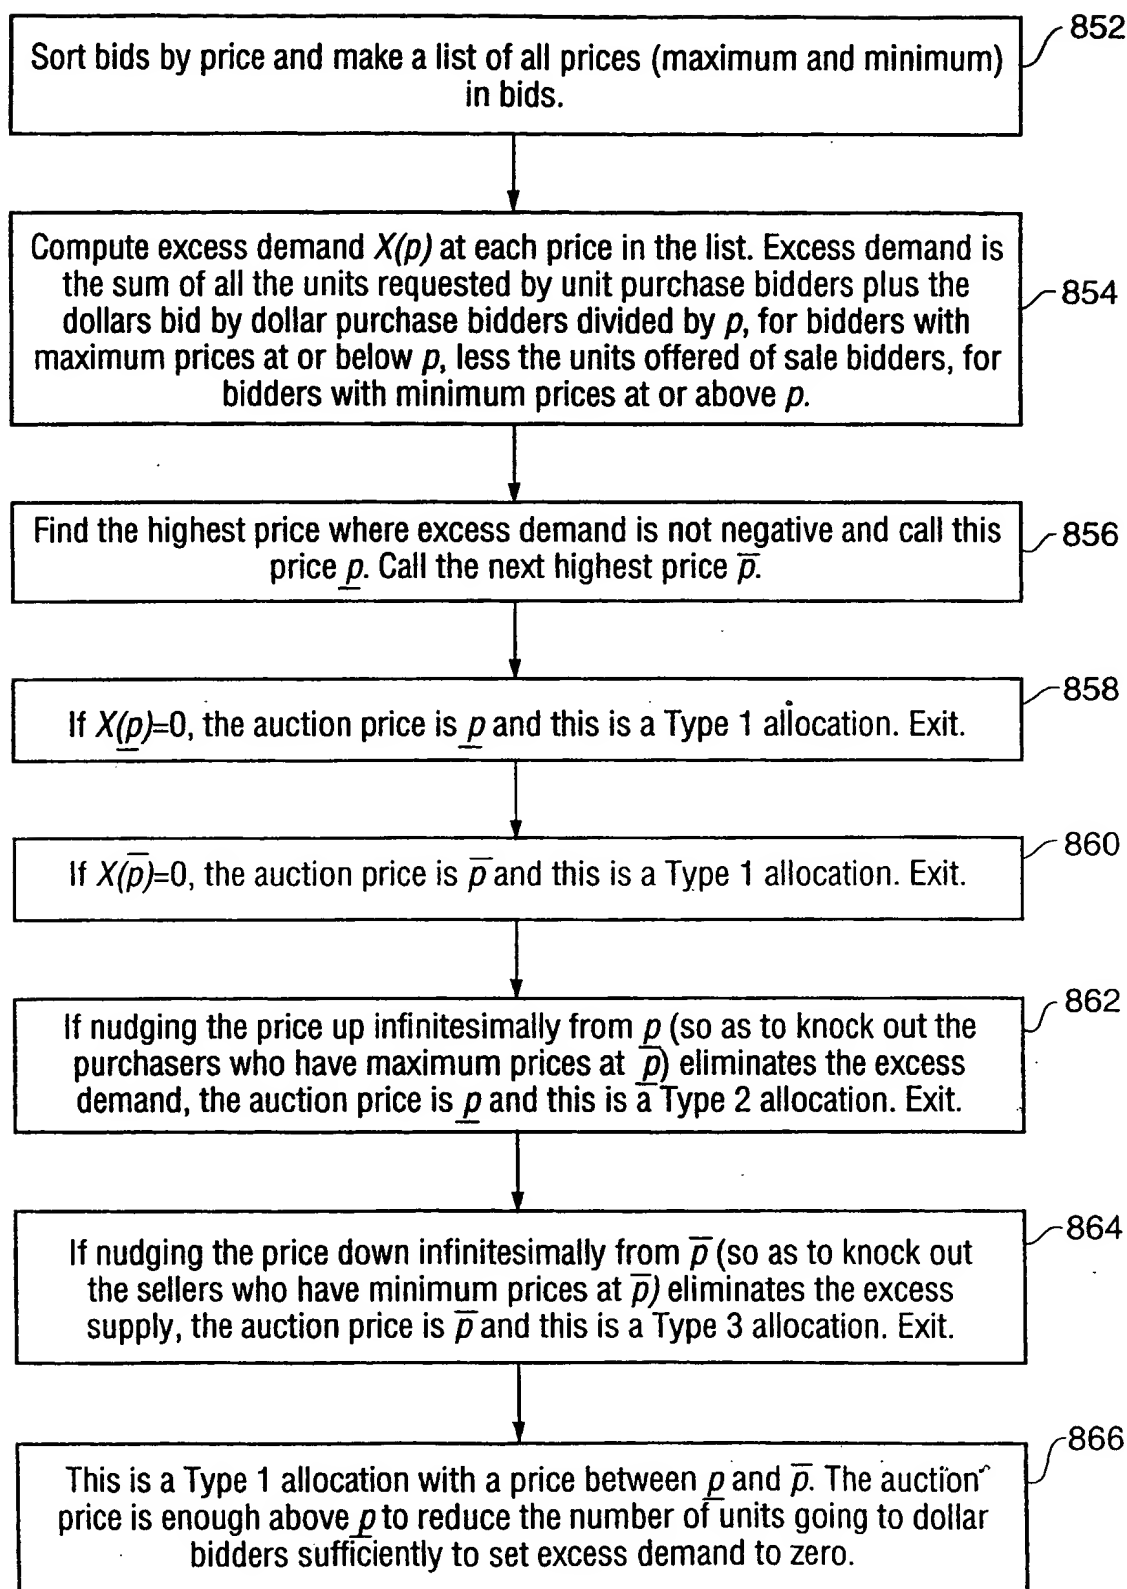 852
Sort bids by price and make a list of all prices (maximum and minimum)
in bids.
Compute excess demand X(p) at each price in the list. Excess demand is
the sum of all the units requested by unit purchase bidders plus the
dollars bid by dollar purchase bidders divided by p, for bidders with
maximum prices at or below p, less the units offered of sale bidders, for
bidders with minimum prices at or above p.
854
Find the highest price where excess demand is not negative and call this
price p̲. Call the next highest price p̅.
856
If X(p̲)=0, the auction price is p̲ and this is a Type 1 allocation. Exit.
858
If X(p̅)=0, the auction price is p̅ and this is a Type 1 allocation. Exit.
860
If nudging the price up infinitesimally from p̲ (so as to knock out the
purchasers who have maximum prices at p̲) eliminates the excess
demand, the auction price is p̲ and this is a Type 2 allocation. Exit.
862
If nudging the price down infinitesimally from p̅ (so as to knock out
the sellers who have minimum prices at p̅) eliminates the excess
supply, the auction price is p̅ and this is a Type 3 allocation. Exit.
864
This is a Type 1 allocation with a price between p̲ and p̅. The auction
price is enough above p̲ to reduce the number of units going to dollar
bidders sufficiently to set excess demand to zero.
866